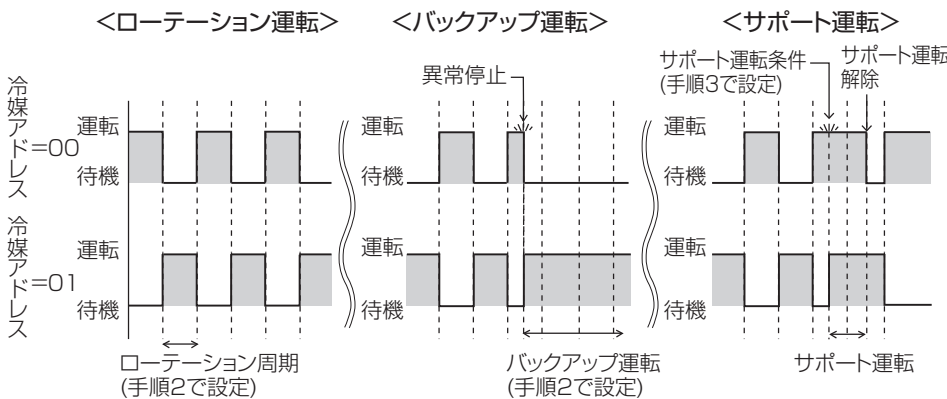 <ローテーション運転>
<バックアップ運転>
<サポート運転>
異常停止
サポート運転条件
(手順3で設定)
サポート運転
解除
冷媒アドレス=00
運転
待機
運転
待機
運転
待機
冷媒アドレス=01
運転
待機
運転
待機
運転
待機
ローテーション周期
(手順2で設定)
バックアップ運転
(手順2で設定)
サポート運転